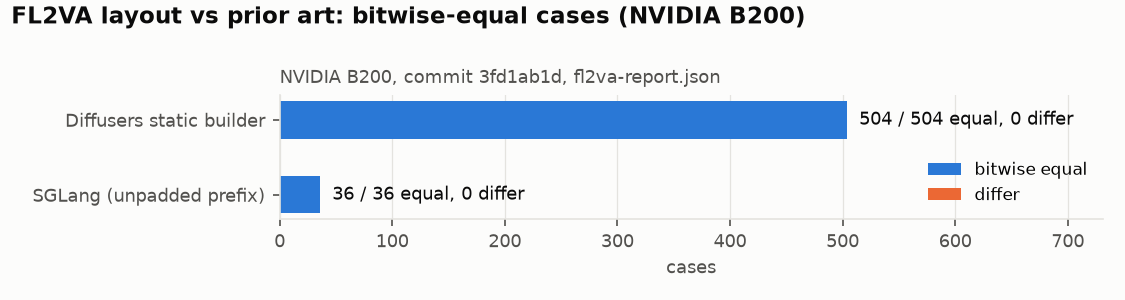 FL2VA layout vs prior art: bitwise-equal cases (NVIDIA B200)
NVIDIA B200, commit 3fd1ab1d, fl2va-report.json
Diffusers static builder
504 / 504 equal, 0 differ
SGLang (unpadded prefix)
36 / 36 equal, 0 differ
bitwise equal
differ
0 100 200 300 400 500 600 700
cases